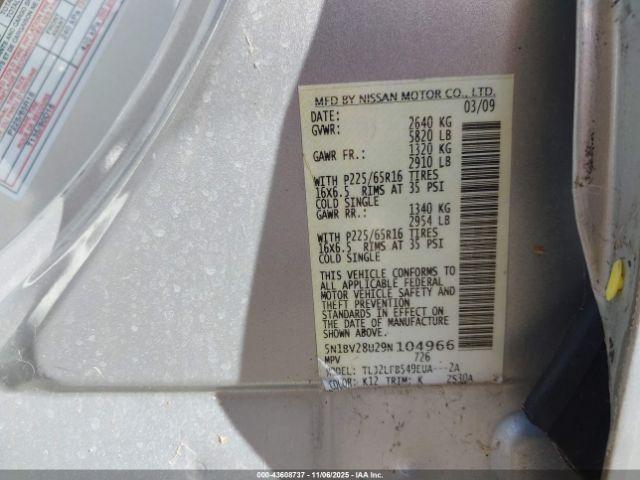 MFD BY NISSAN MOTOR CO., LTD.
DATE: 03/09
GVWR: 2640 KG
5820 LB
GAWR FR.: 1320 KG
2910 LB
WITH P225/65R16 TIRES
16X6.5 RIMS AT 35 PSI
COLD SINGLE
GAWR RR.: 1340 KG
2954 LB
WITH P225/65R16 TIRES
16X6.5 RIMS AT 35 PSI
COLD SINGLE
THIS VEHICLE CONFORMS TO
ALL APPLICABLE FEDERAL
MOTOR VEHICLE SAFETY AND
THEFT PREVENTION
STANDARDS IN EFFECT ON
THE DATE OF MANUFACTURE
SHOWN ABOVE.
5N1BV28U29N104966
MPV 726
MODEL: TLJ2LFB549EUA---ZA
COLOR: K12 TRIM: K ZS30A
000-43608737 - 11/06/2025 - IAA Inc.